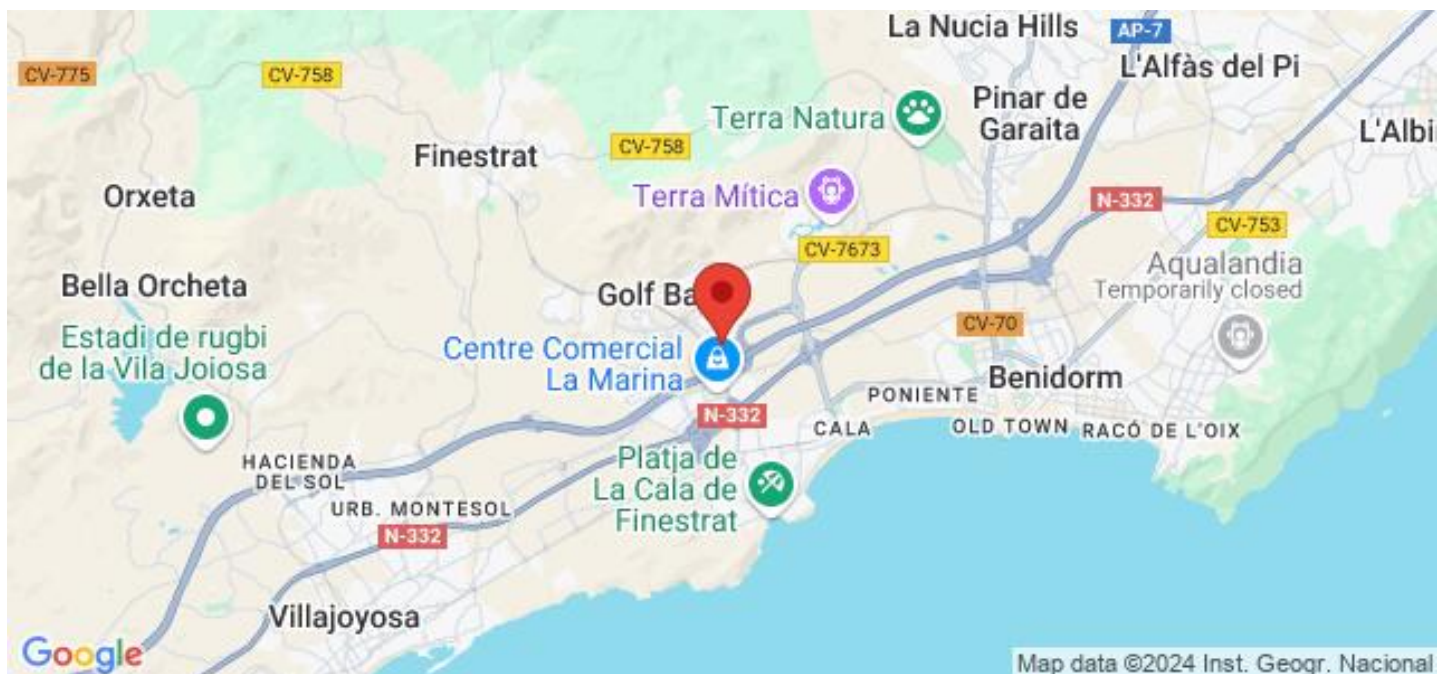 La Nucia Hills
AP-7
CV-775
CV-758
L'Alfàs del Pi
Pinar de
Garaita
Terra Natura
L'Albi
Finestrat
CV-758
Orxeta
Terra Mítica
N-332
CV-753
CV-7673
Aqualandia
Temporarily closed
Bella Orcheta
Golf Ba
Estadi de rugbi
de la Vila Joiosa
CV-70
Centre Comercial
La Marina
Benidorm
PONIENTE
N-332
CALA
OLD TOWN
RACÓ DE L'OIX
HACIENDA
DEL SOL
Platja de
La Cala de
Finestrat
URB. MONTESOL
N-332
Villajoyosa
Google
Map data ©2024 Inst. Geogr. Nacional